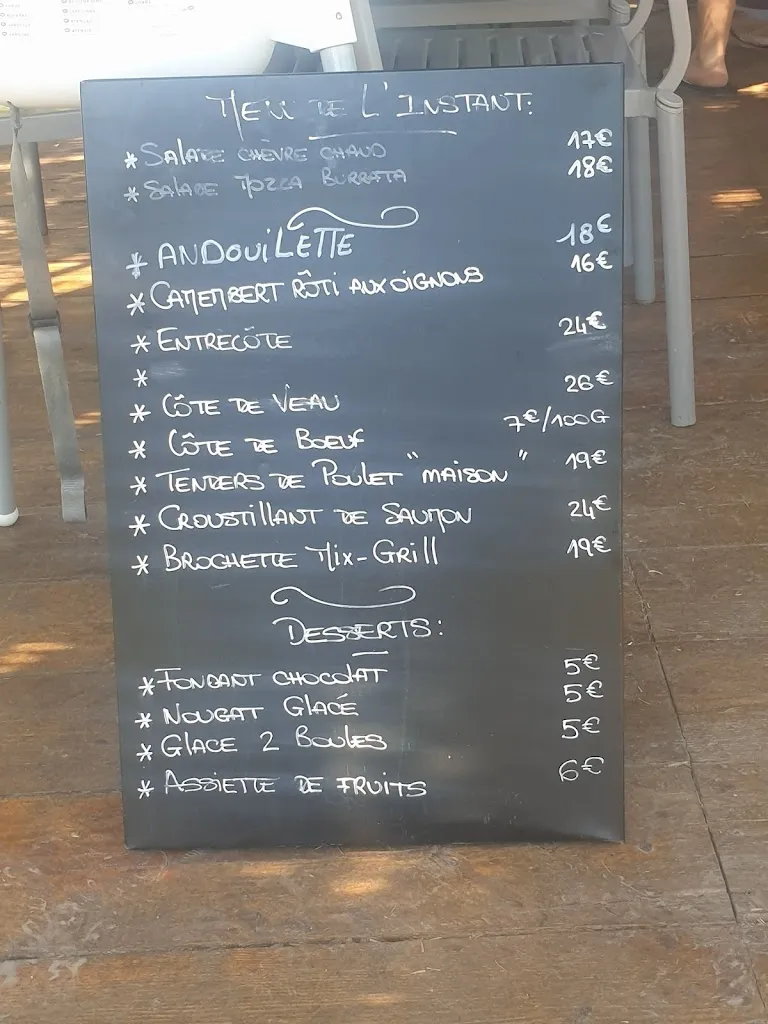 Menu de L'Instant:
* Salade chèvre chaud 17€
* Salade Mozza Burrata 18€
* ANDOUILETTE 18€
* Camembert Rôti aux oignons 16€
* Entrecôte 24€
*
* Côte de Veau 26€
* Côte de Boeuf 7€/100G
* Tenders de Poulet "maison" 19€
* Croustillant de Saumon 24€
* Brochette Mix-Grill 19€
Desserts:
* Fondant chocolat 5€
* Nougat Glacé 5€
* Glace 2 Boules 5€
* Assiette de fruits 6€